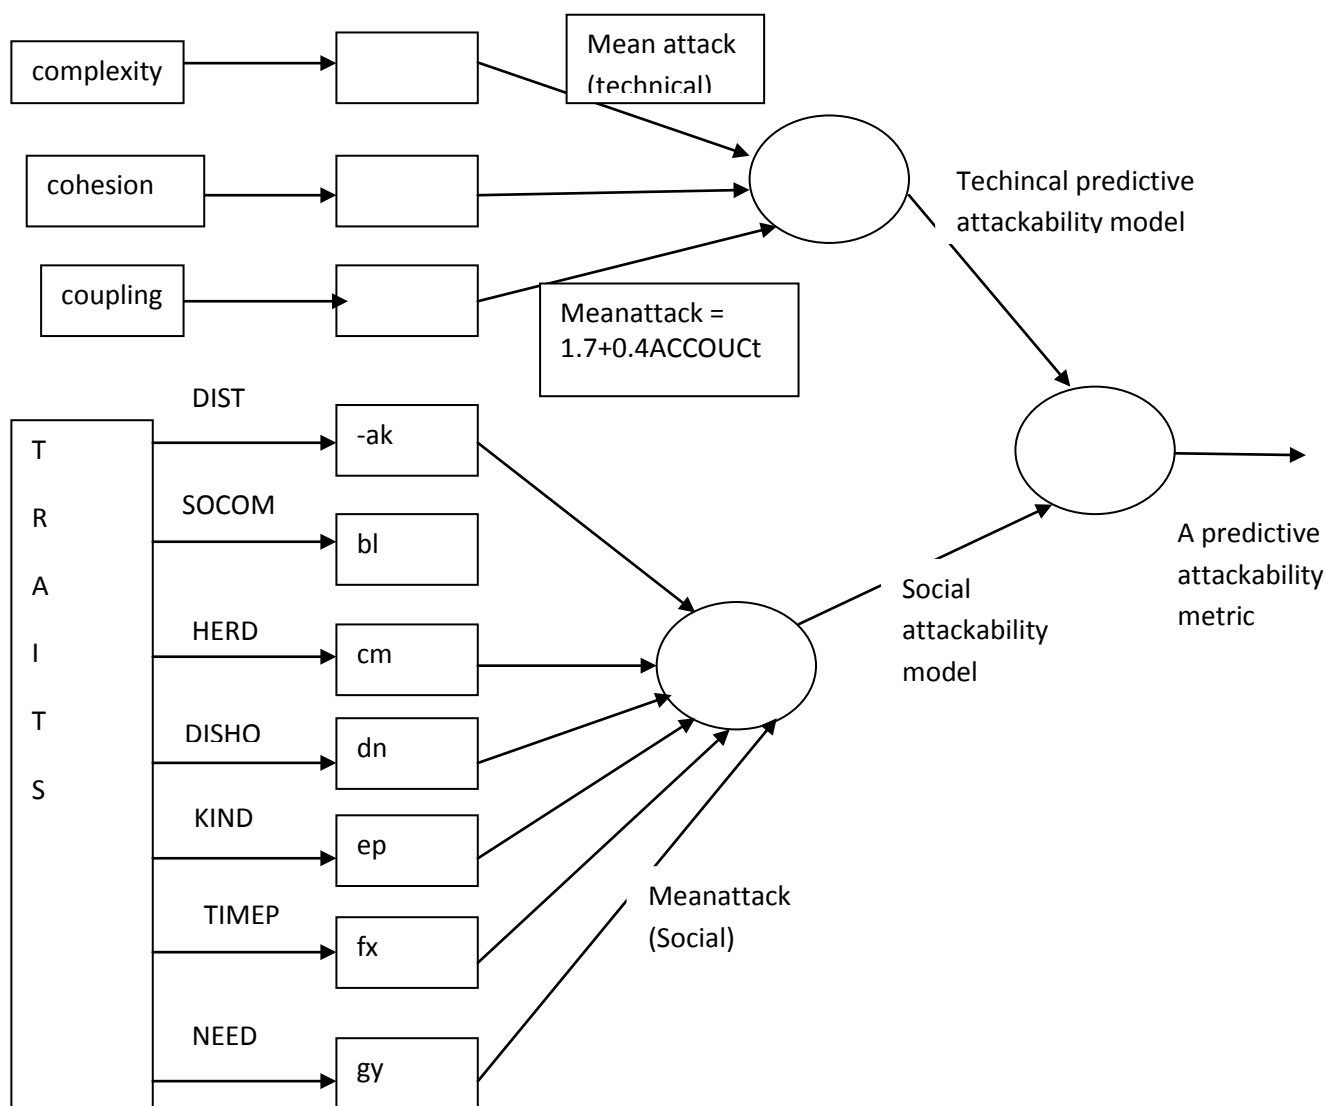 complexity
Mean attack
(technical)
cohesion
Techincal predictive
attackability model
coupling
Meanattack =
1.7+0.4ACCOUCt
DIST
-ak
T
SOCOM
R
bl
A
HERD
cm
I
T
DISHO
dn
S
KIND
ep
TIMEP
fx
NEED
gy
Meanattack
(Social)
Social
attackability
model
A predictive
attackability
metric